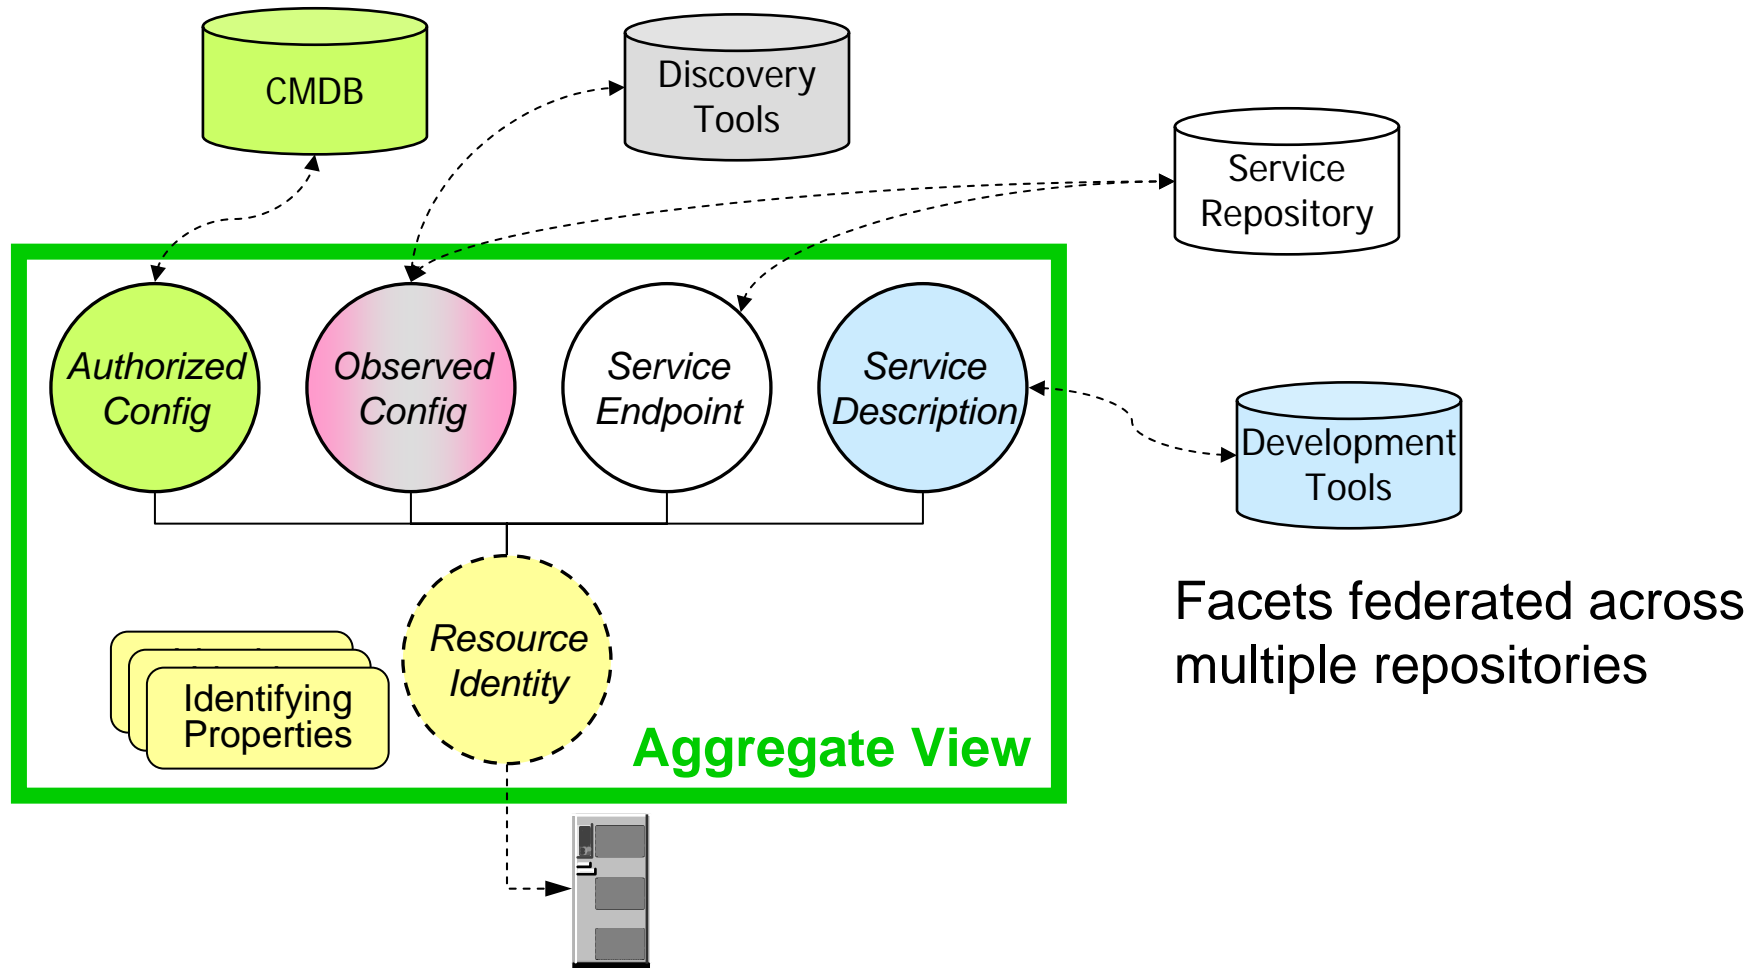 CMDB
Discovery
Tools
Service
Repository
Authorized
Config
Observed
Config
Service
Endpoint
Service
Description
Development
Tools
Resource
Identity
Identifying
Properties
Aggregate View
Facets federated across
multiple repositories